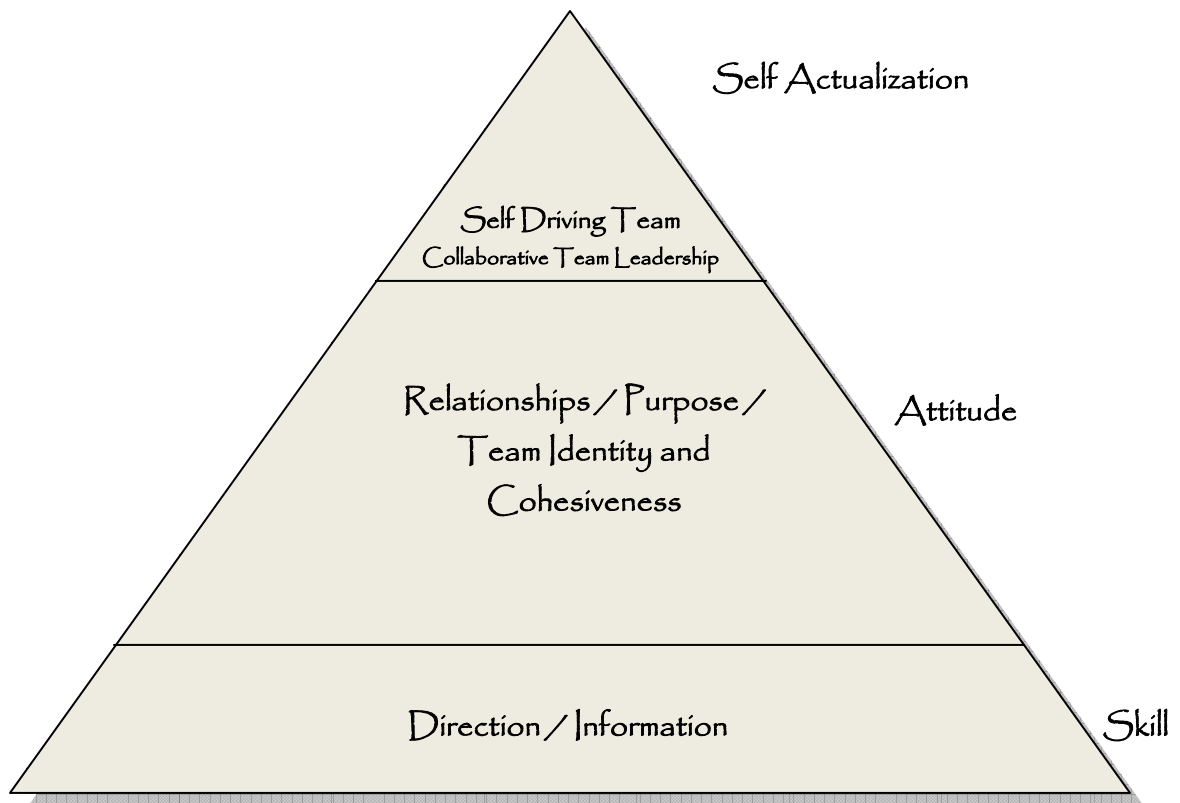 Self Actualization
Self Driving Team
Collaborative Team Leadership
Relationships / Purpose /
Team Identity and
Cohesiveness
Attitude
Direction / Information
Skill